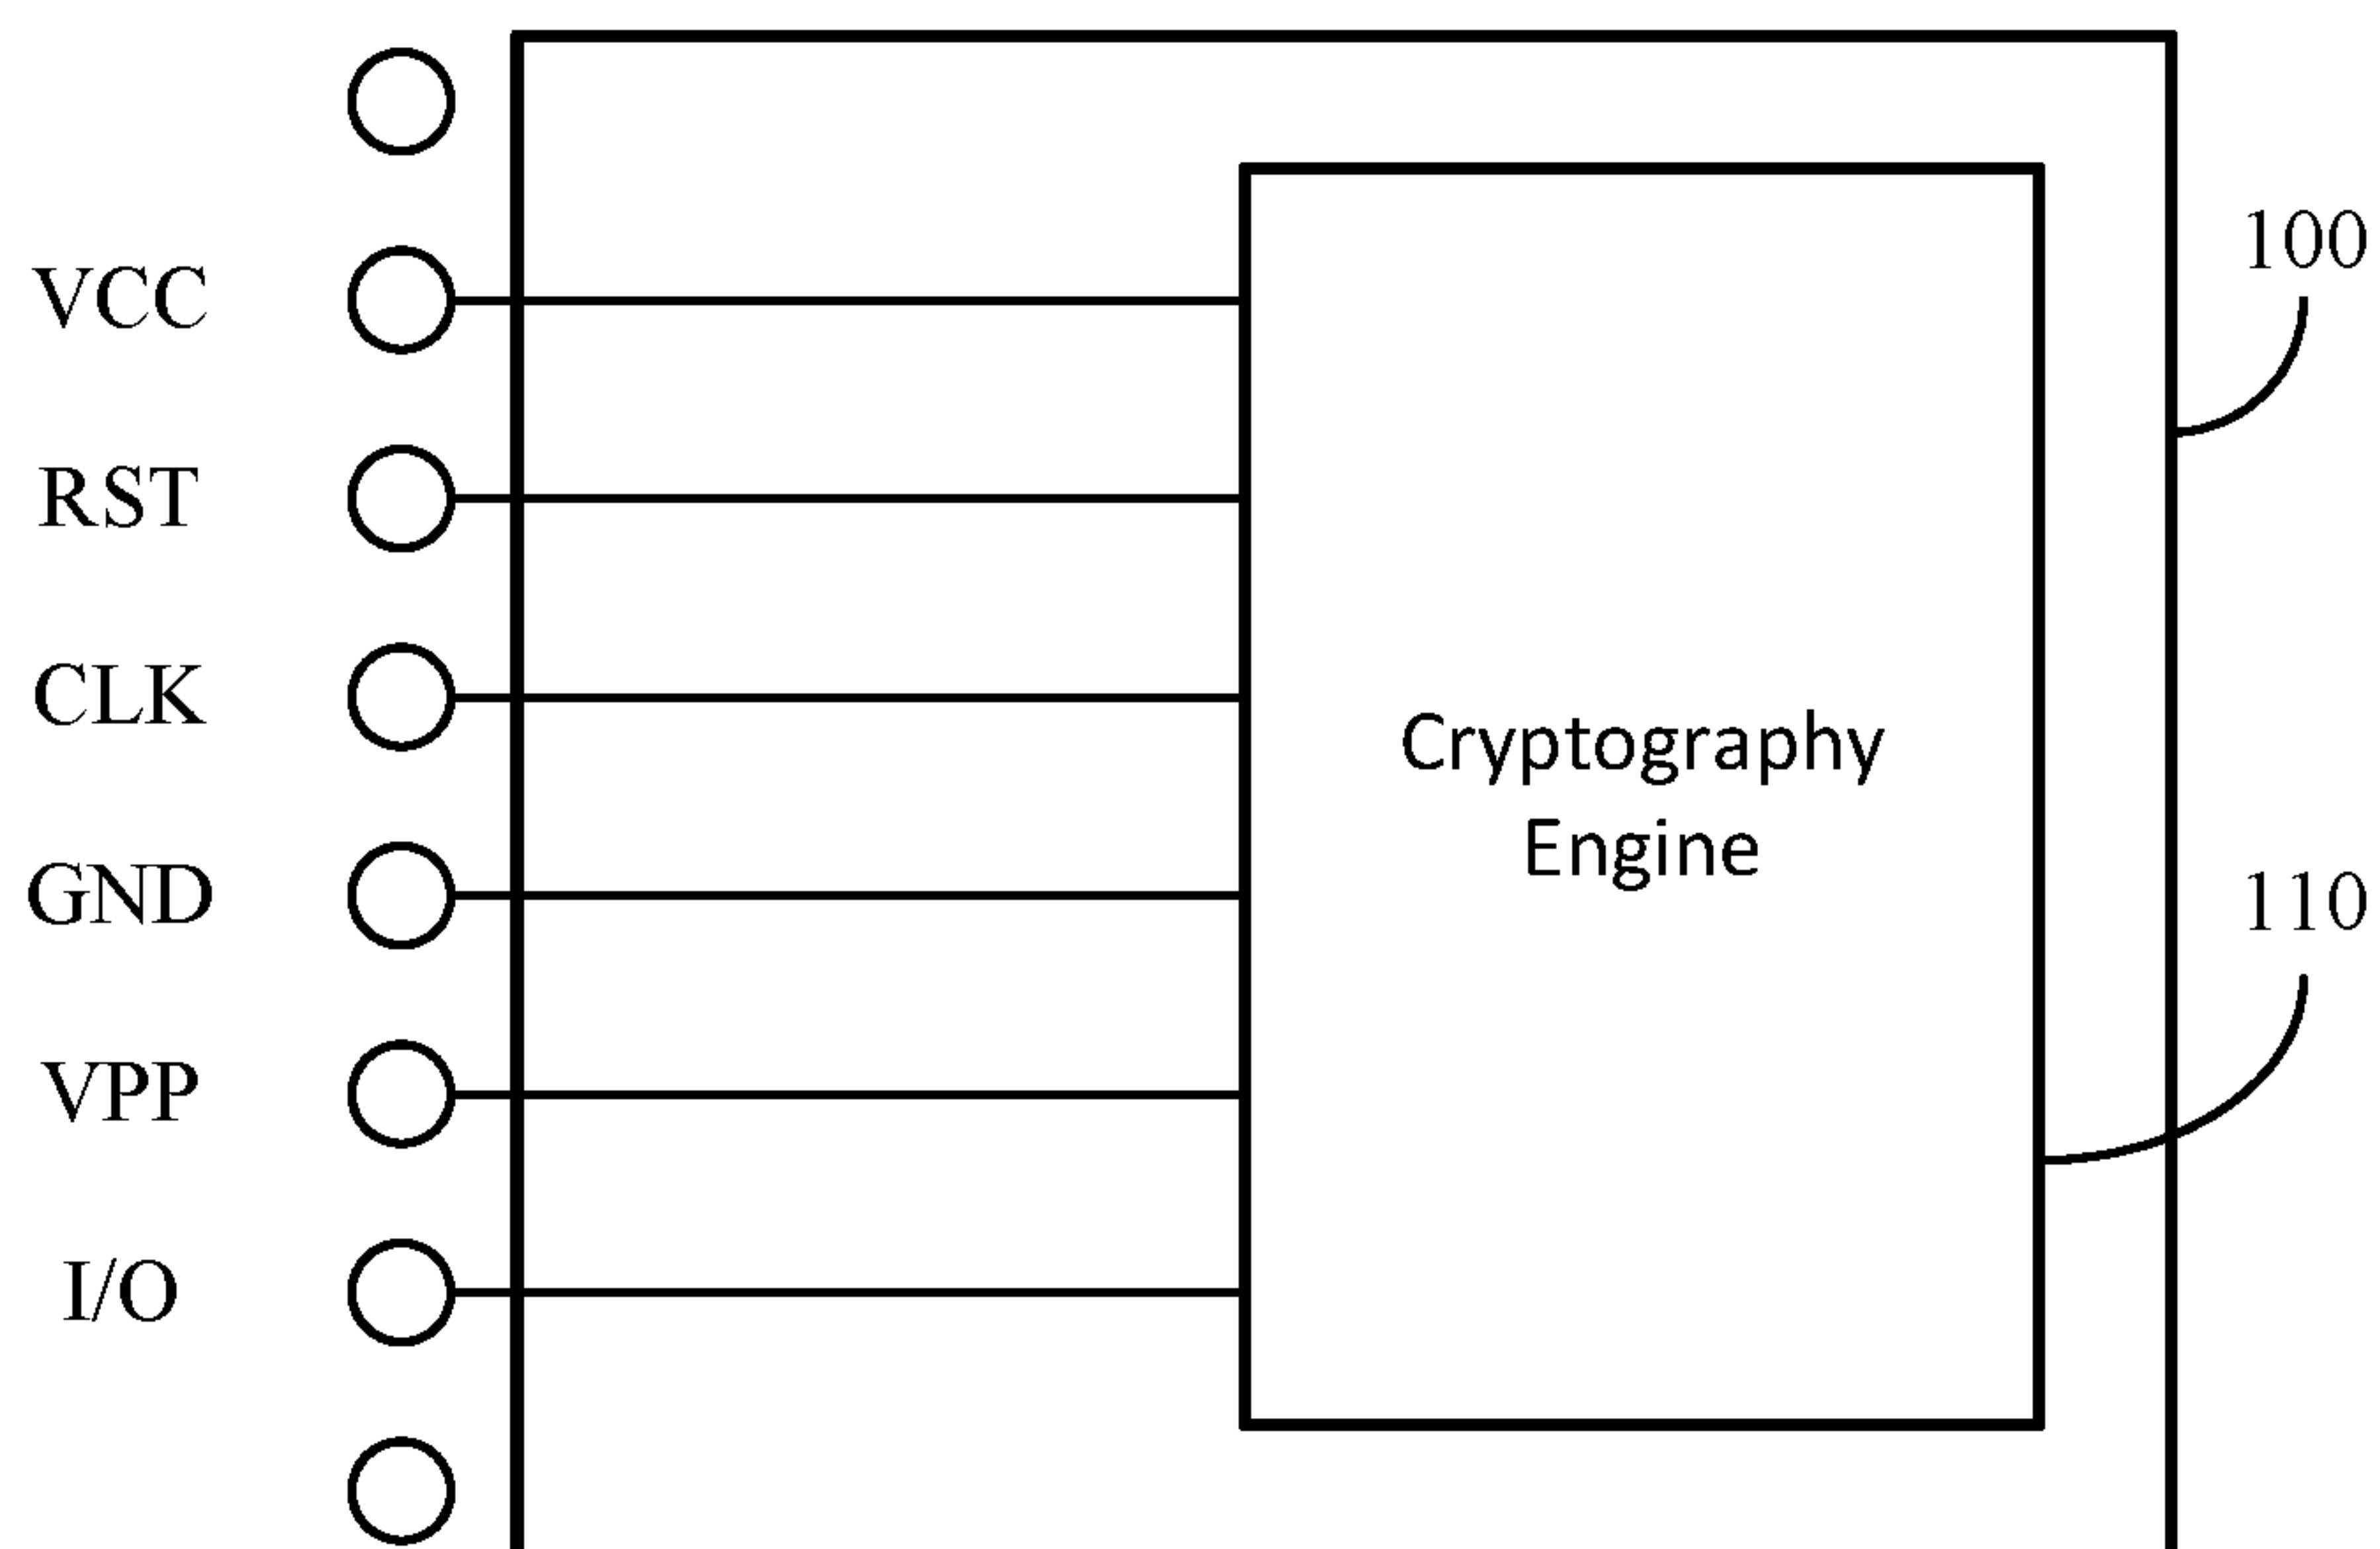 100
VCC
RST
CLK
Cryptography
Engine
GND
110
VPP
I/O